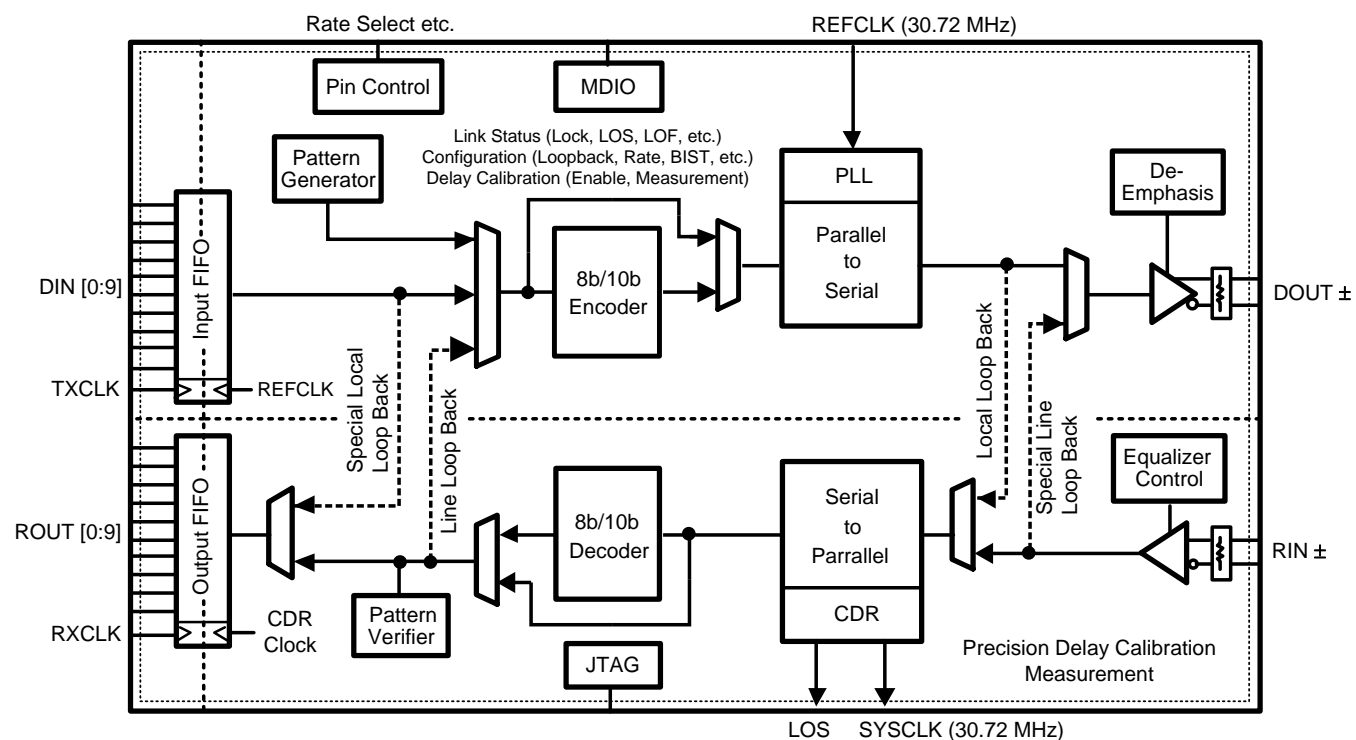 Rate Select etc.
REFCLK (30.72 MHz)
Pin Control
MDIO
Link Status (Lock, LOS, LOF, etc.)
Configuration (Loopback, Rate, BIST, etc.)
Delay Calibration (Enable, Measurement)
Pattern
Generator
PLL
De-
Emphasis
Input FIFO
DIN [0:9]
8b/10b
Encoder
Parallel
to
Serial
DOUT ±
TXCLK
REFCLK
Special Local
Loop Back
Line Loop Back
Local Loop Back
Special Line
Loop Back
Equalizer
Control
Output FIFO
ROUT [0:9]
8b/10b
Decoder
Serial
to
Parrallel
RIN ±
CDR
RXCLK
CDR
Clock
Pattern
Verifier
JTAG
Precision Delay Calibration
Measurement
LOS
SYSCLK (30.72 MHz)